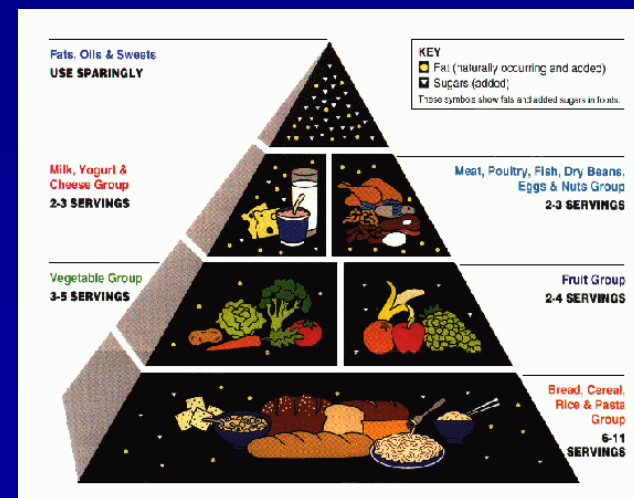 Fats, Oils & Sweets
USE SPARINGLY
KEY
Fat (naturally occurring and added)
Sugars (added)
These symbols show fats and added sugars in foods.
Milk, Yogurt &
Cheese Group
2-3 SERVINGS
Meat, Poultry, Fish, Dry Beans,
Eggs & Nuts Group
2-3 SERVINGS
Vegetable Group
3-5 SERVINGS
Fruit Group
2-4 SERVINGS
Bread, Cereal,
Rice & Pasta
Group
6-11
SERVINGS